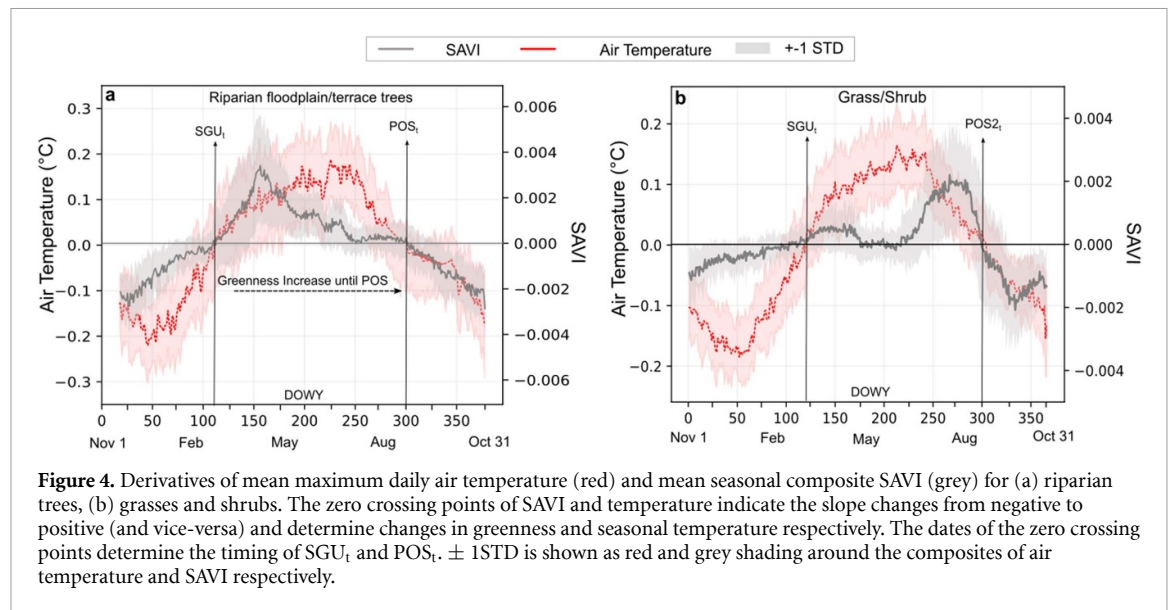 SAVI Air Temperature +-1 STD
a
Riparian floodplain/terrace trees
SGUt
POSt
Greenness Increase until POS
DOWY
Air Temperature (°C)
0.3
0.2
0.1
0.0
−0.1
−0.2
−0.3
0.006
0.004
0.002
0.000
−0.002
−0.004
−0.006
SAVI
0 50 100 150 200 250 300 350
Nov 1 Feb May Aug Oct 31
b
Grass/Shrub
SGUt
POS2t
DOWY
Air Temperature (°C)
0.2
0.1
0.0
−0.1
−0.2
0.004
0.002
0.000
−0.002
−0.004
SAVI
0 50 100 150 200 250 300 350
Nov 1 Feb May Aug Oct 31
Figure 4. Derivatives of mean maximum daily air temperature (red) and mean seasonal composite SAVI (grey) for (a) riparian
trees, (b) grasses and shrubs. The zero crossing points of SAVI and temperature indicate the slope changes from negative to
positive (and vice-versa) and determine changes in greenness and seasonal temperature respectively. The dates of the zero crossing
points determine the timing of SGUt and POSt. ± 1STD is shown as red and grey shading around the composites of air
temperature and SAVI respectively.